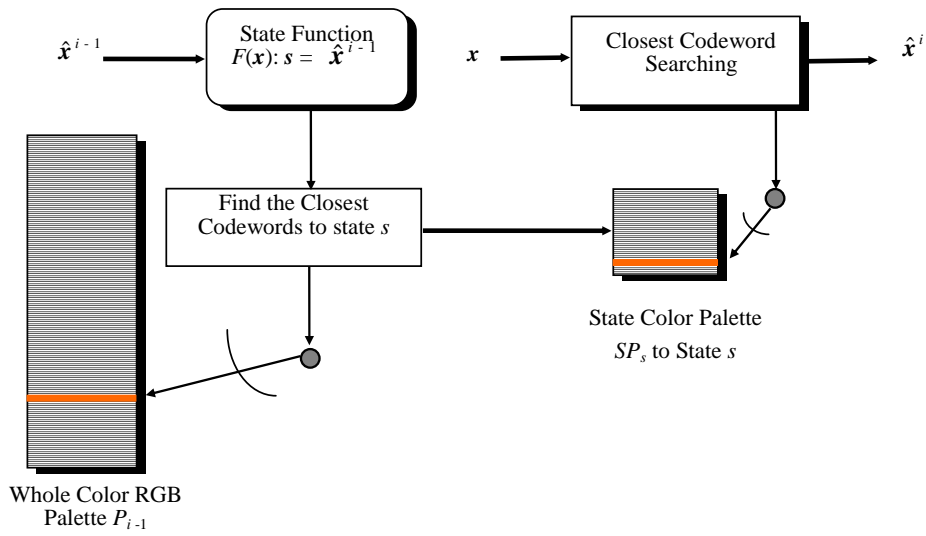 x̂ i - 1
State Function
F(x): s = x̂ i - 1
x
Closest Codeword
Searching
x̂ i
Find the Closest
Codewords to state s
State Color Palette
SPs to State s
Whole Color RGB
Palette Pi -1